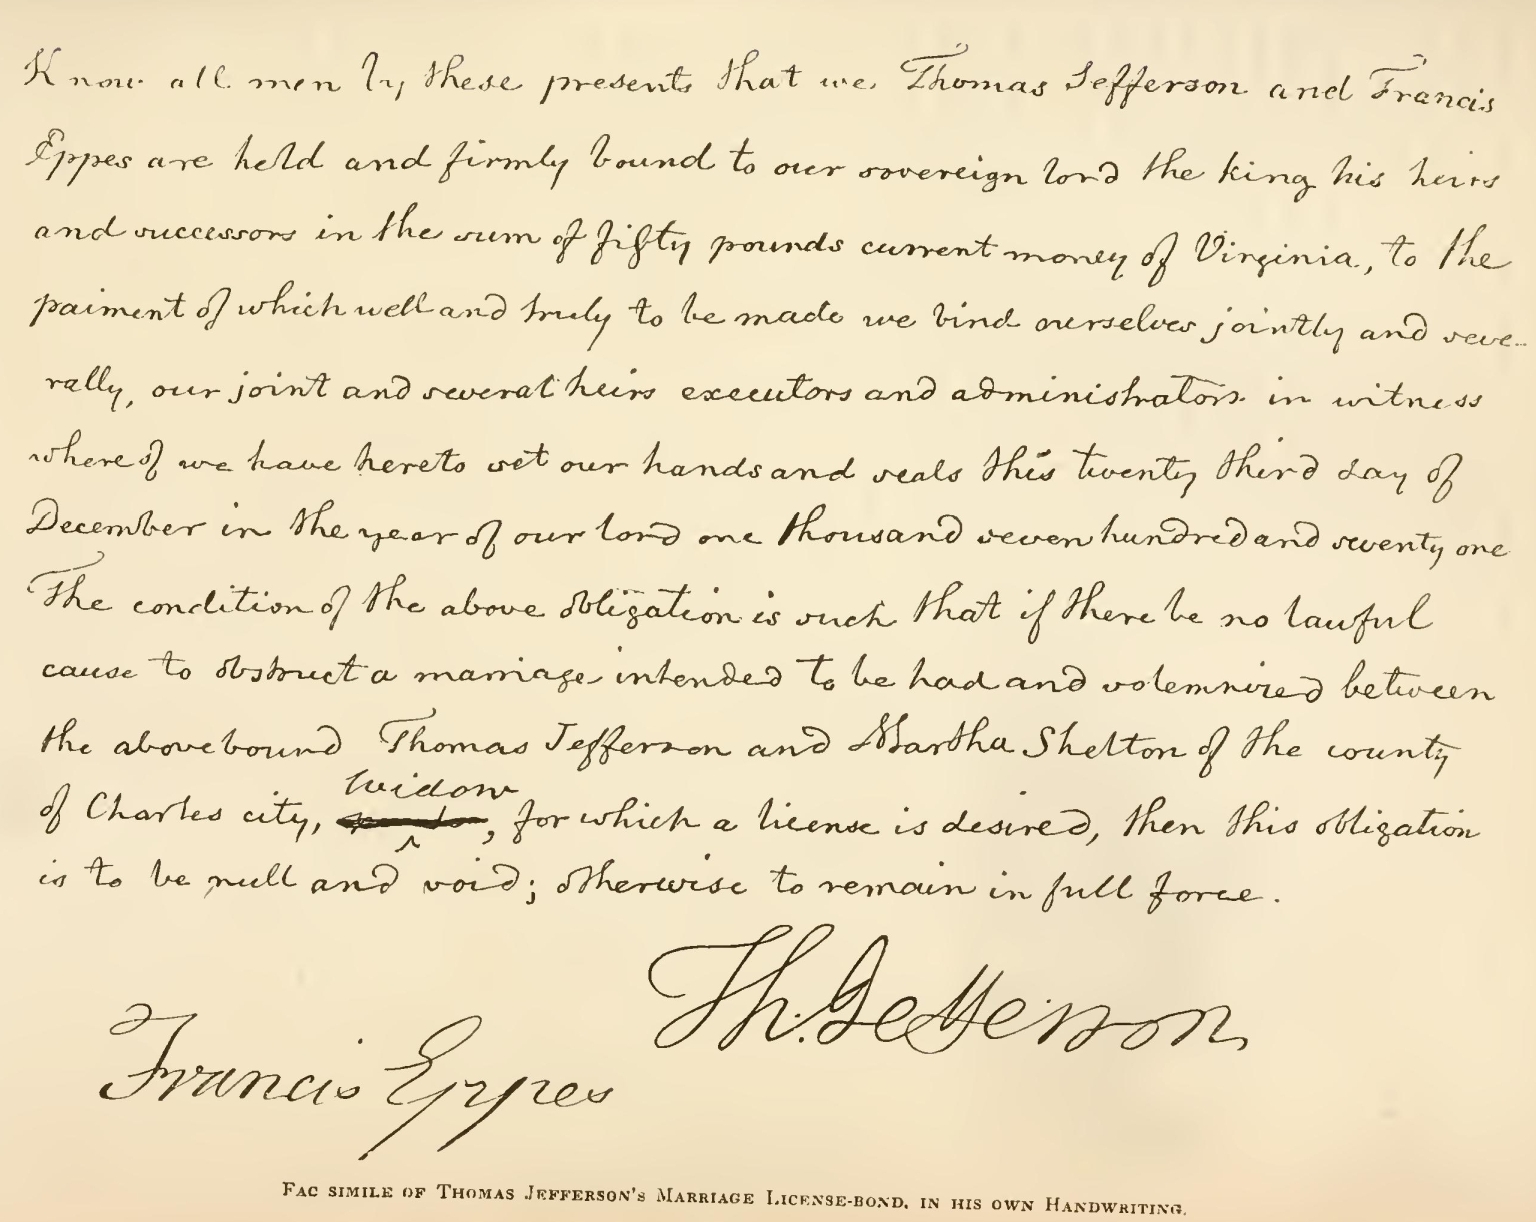 Know all men by these presents that we Thomas Jefferson and Francis
Eppes are held and firmly bound to our sovereign lord the king his heirs
and successors in the sum of fifty pounds current money of Virginia, to the
paiment of which well and truly to be made we bind ourselves jointly and seve-
rally, our joint and several heirs executors and administrators in witness
whereof we have hereto set our hands and seals this twenty third day of
December in the year of our lord one thousand seven hundred and seventy one
The condition of the above obligation is such that if there be no lawful
cause to obstruct a marriage intended to be had and solemnized between
the abovebound Thomas Jefferson and Martha Skelton of the county
Widow
of Charles city, , for which a license is desired, then this obligation
is to be null and void; otherwise to remain in full force.
Th. Jefferson
Francis Eppes
FAC SIMILE OF THOMAS JEFFERSON'S MARRIAGE LICENSE-BOND, IN HIS OWN HANDWRITING.